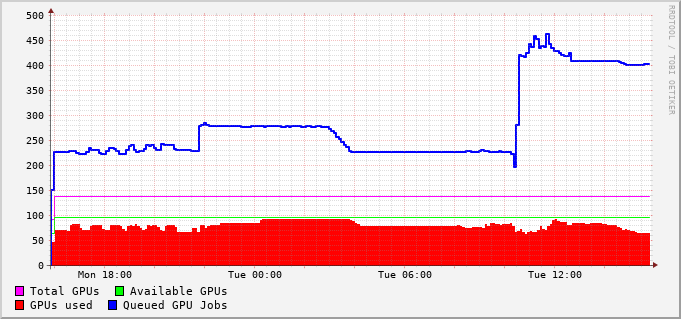 500
450
400
350
300
250
200
150
100
50
0
Mon 18:00 Tue 00:00 Tue 06:00 Tue 12:00
Total GPUs Available GPUs
GPUs used Queued GPU Jobs
RRDTOOL / TOBI OETIKER